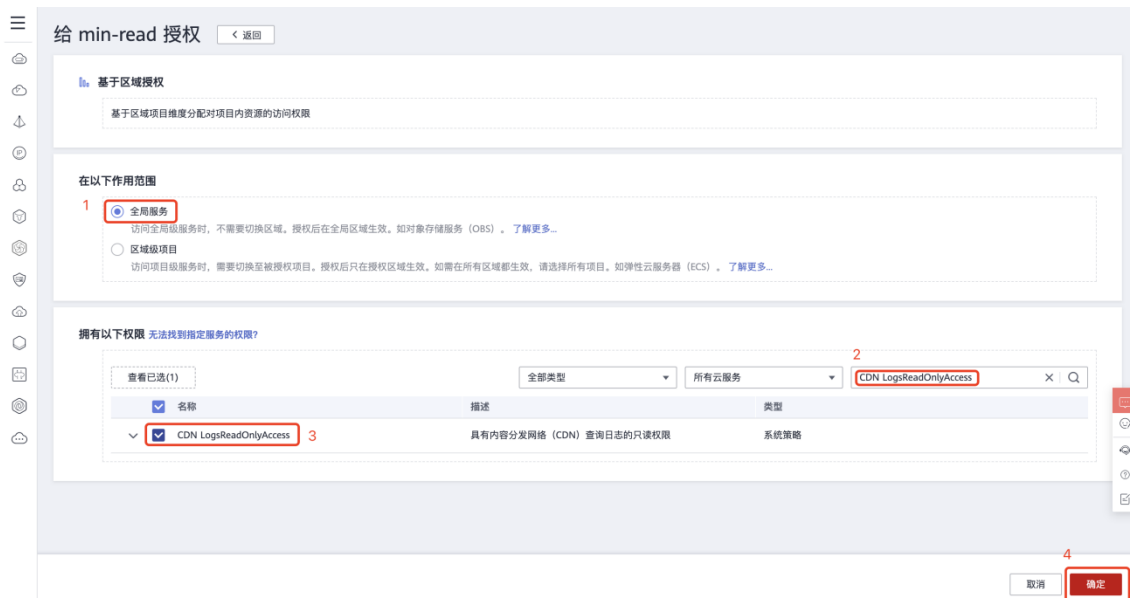 给 min-read 授权
返回
基于区域授权
基于区域项目维度分配对项目内资源的访问权限
在以下作用范围
1
全局服务
访问全局级服务时，不需要切换区域。授权后在全局区域生效。如对象存储服务（OBS）。 了解更多...
区域级项目
访问项目级服务时，需要切换至被授权项目。授权后只在授权区域生效。如需在所有区域都生效，请选择所有项目。如弹性云服务器（ECS）。 了解更多...
拥有以下权限 无法找到指定服务的权限?
2
查看已选(1) 全部类型 所有云服务 CDN LogsReadOnlyAccess
名称 描述 类型
CDN LogsReadOnlyAccess 3 具有内容分发网络（CDN）查询日志的只读权限 系统策略
4
取消 确定